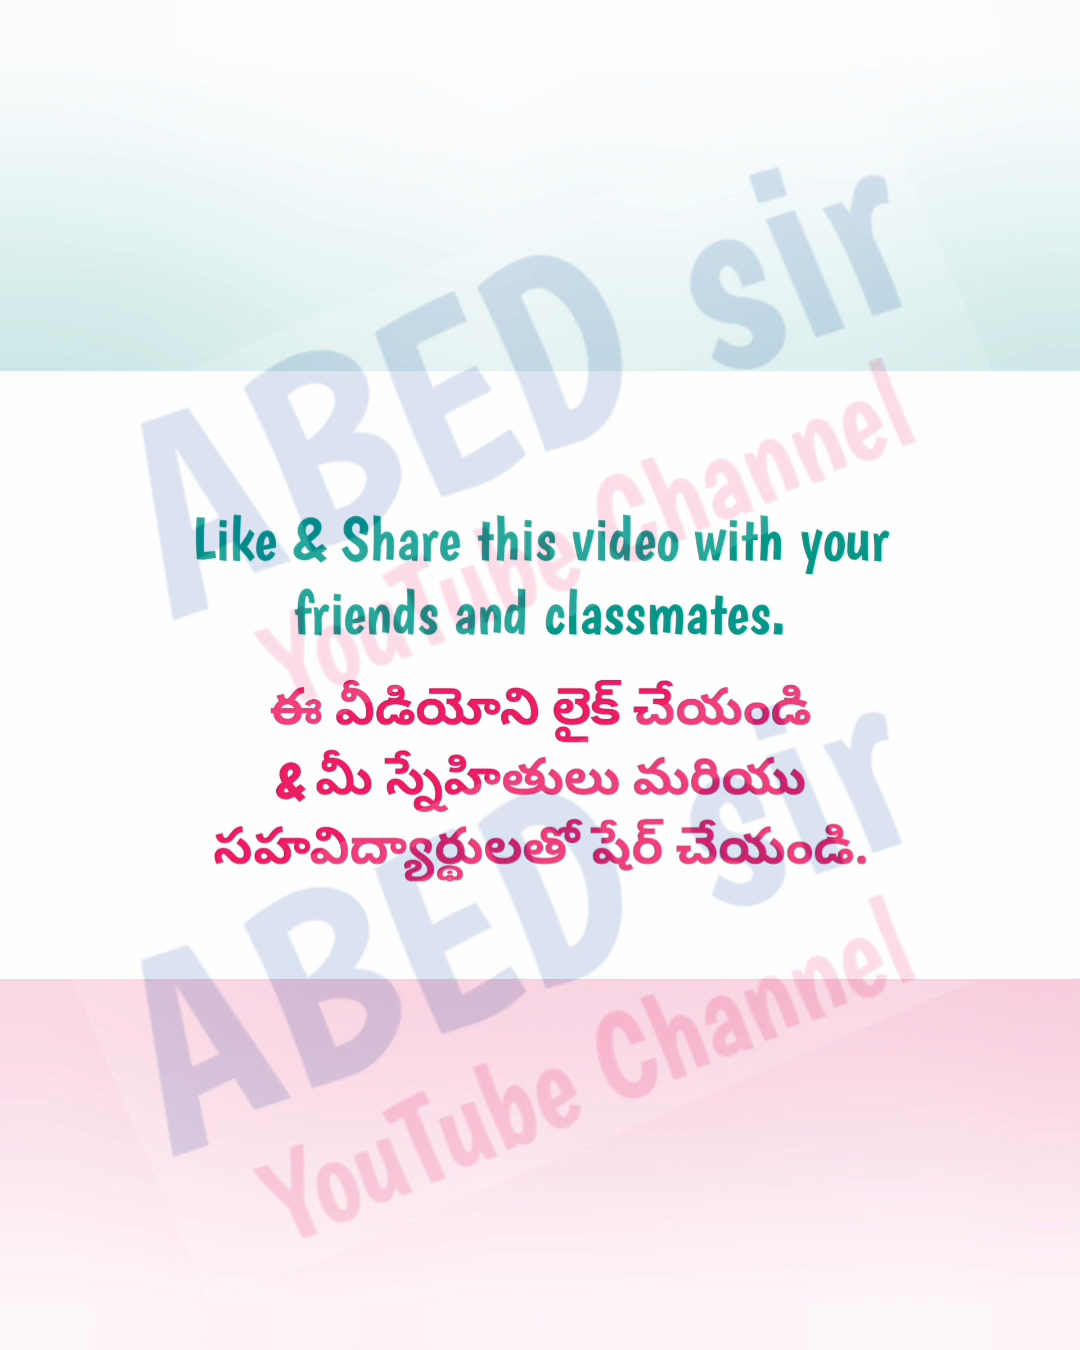 ABED sir
YouTube Channel
Like & Share this video with your
friends and classmates.
ఈ వీడియోని లైక్ చేయండి
& మీ స్నేహితులు మరియు
సహవిద్యార్థులతో షేర్ చేయండి.
ABED sir
YouTube Channel